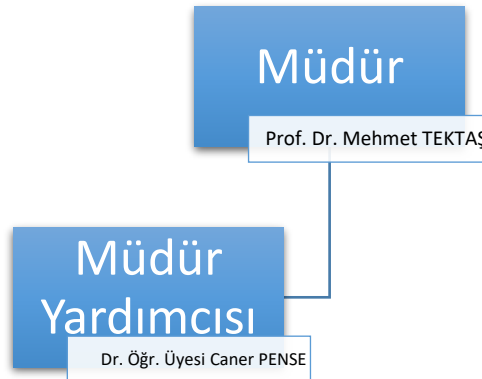 Müdür
Prof. Dr. Mehmet TEKTAŞ
Müdür
Yardımcısı
Dr. Öğr. Üyesi Caner PENSE